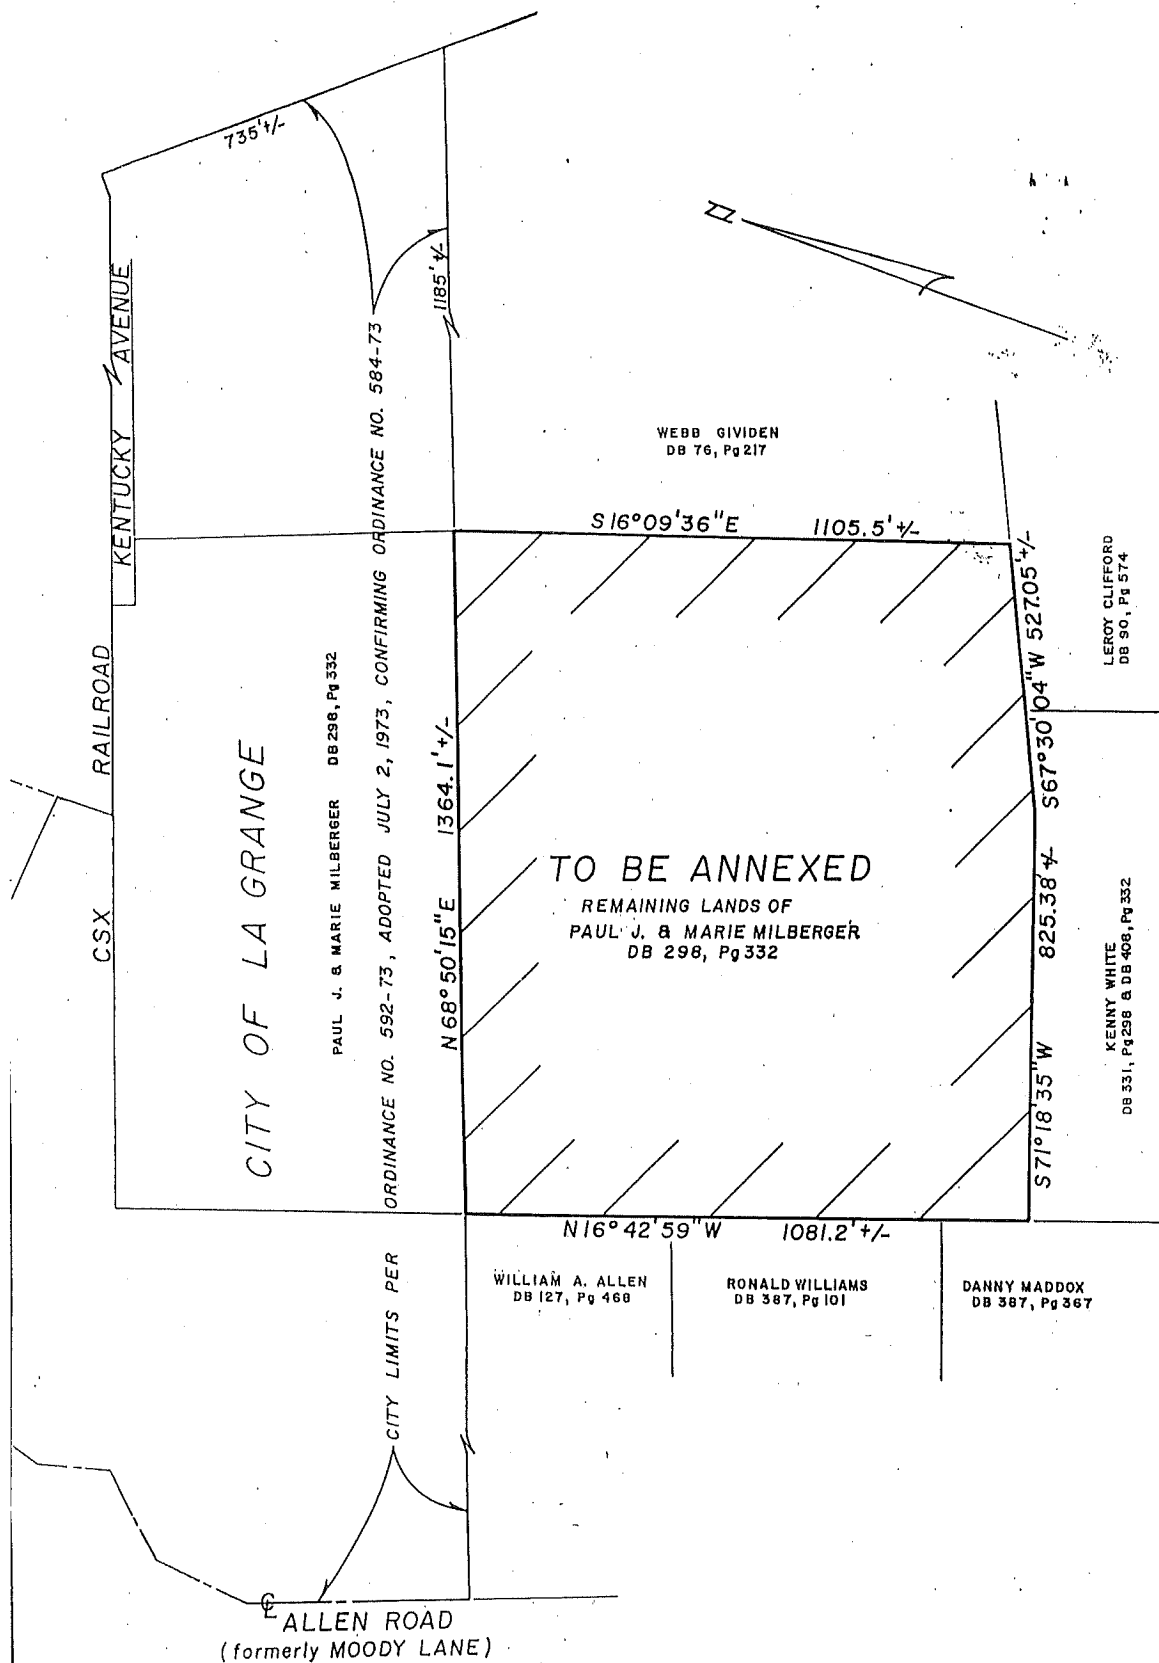 735'+/-
1185'+/-
N
KENTUCKY AVENUE
CSX RAILROAD
CITY OF LA GRANGE
PAUL J. & MARIE MILBERGER DB 298, Pg 332
CITY LIMITS PER ORDINANCE NO. 592-73, ADOPTED JULY 2, 1973, CONFIRMING ORDINANCE NO. 584-73
WEBB GIVIDEN
DB 76, Pg 217
S 16°09'36"E 1105.5'+/-
S67°30'04"W 527.05'+/-
LEROY CLIFFORD
DB 90, Pg 574
N68°50'15"E 1364.1'+/-
TO BE ANNEXED
REMAINING LANDS OF
PAUL J. & MARIE MILBERGER
DB 298, Pg 332
S71°18'35"W 825.38'+/-
KENNY WHITE
DB 331, Pg 298 & DB 408, Pg 332
N16°42'59"W 1081.2'+/-
WILLIAM A. ALLEN
DB 127, Pg 468
RONALD WILLIAMS
DB 387, Pg 101
DANNY MADDOX
DB 387, Pg 367
℄ ALLEN ROAD
(formerly MOODY LANE)